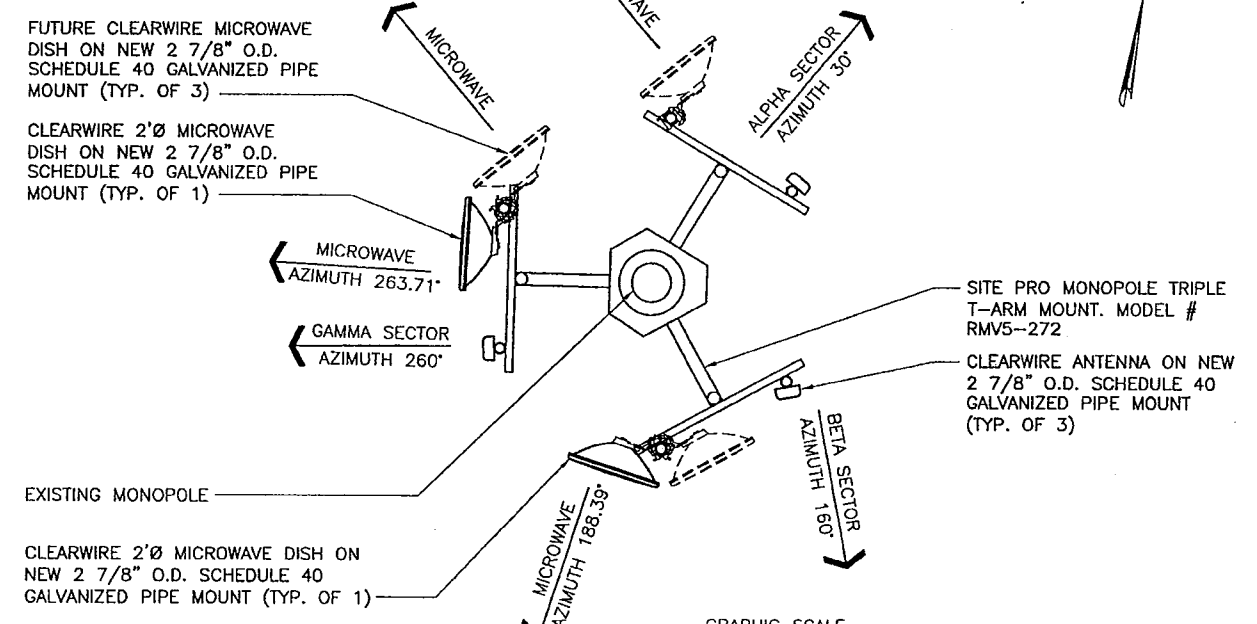 FUTURE CLEARWIRE MICROWAVE
DISH ON NEW 2 7/8" O.D.
SCHEDULE 40 GALVANIZED PIPE
MOUNT (TYP. OF 3)
CLEARWIRE 2'Ø MICROWAVE
DISH ON NEW 2 7/8" O.D.
SCHEDULE 40 GALVANIZED PIPE
MOUNT (TYP. OF 1)
MICROWAVE
ALPHA SECTOR
AZIMUTH 30°
MICROWAVE
AZIMUTH 263.71°
GAMMA SECTOR
AZIMUTH 260°
SITE PRO MONOPOLE TRIPLE
T-ARM MOUNT. MODEL #
RMV5-272
CLEARWIRE ANTENNA ON NEW
2 7/8" O.D. SCHEDULE 40
GALVANIZED PIPE MOUNT
(TYP. OF 3)
BETA SECTOR
AZIMUTH 160°
EXISTING MONOPOLE
MICROWAVE
AZIMUTH 188.39°
CLEARWIRE 2'Ø MICROWAVE DISH ON
NEW 2 7/8" O.D. SCHEDULE 40
GALVANIZED PIPE MOUNT (TYP. OF 1)
GRAPHIC SCALE